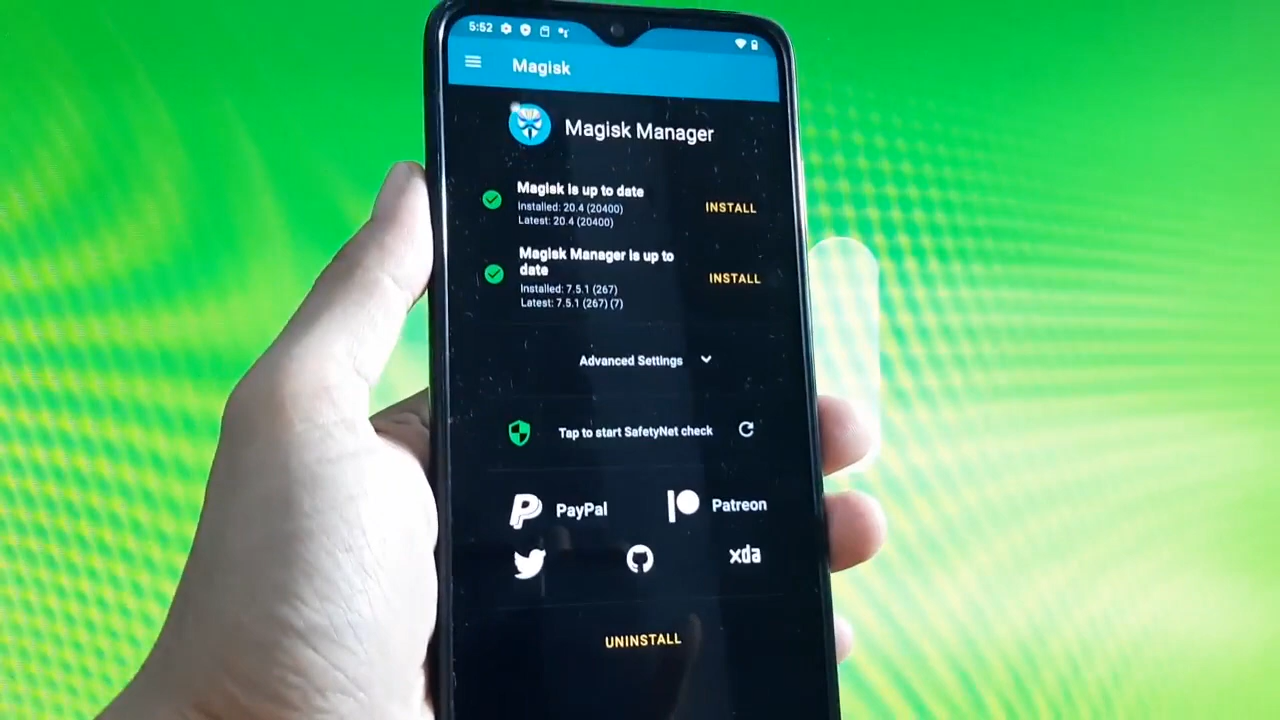 5:52
Magisk
Magisk Manager
Magisk is up to date
Installed: 20.4 (20400)
Latest: 20.4 (20400)
INSTALL
Magisk Manager is up to
date
Installed: 7.5.1 (267)
Latest: 7.5.1 (267) (7)
INSTALL
Advanced Settings
Tap to start SafetyNet check
PayPal
Patreon
xda
UNINSTALL